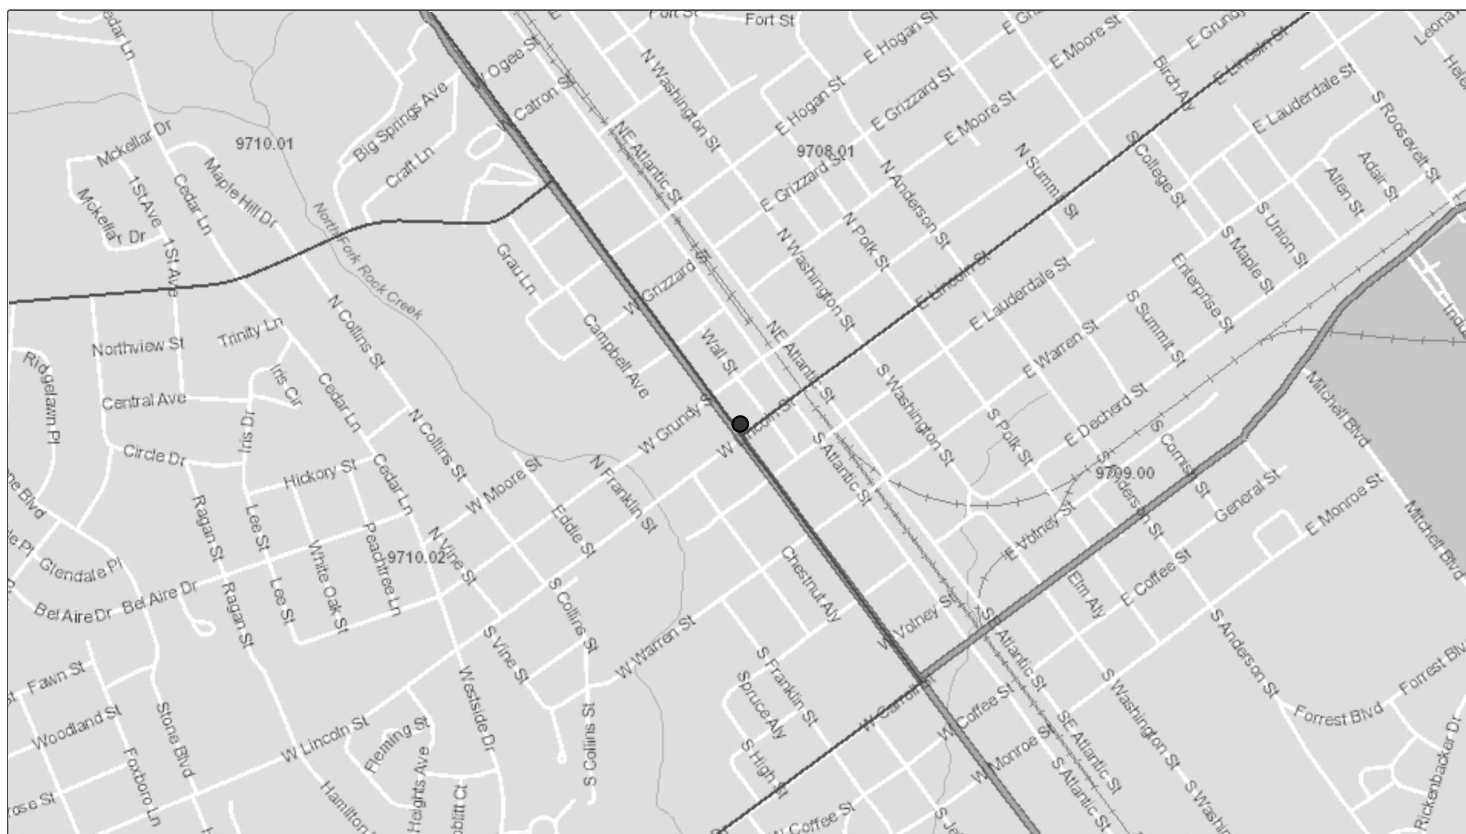 Cedar Ln
Fort St
Fort St
E Hogan St
E Moore St
E Grundy
W Ogee St
N Washington St
Birch Aly
E Lincoln St
Catron St
E Grizzard St
Big Springs Ave
E Hogan St
E Moore St
E Lauderdale St
S Roosevelt St
Mckellar Dr
9710.01
NE Atlantic St
9708.01
S College St
Craft Ln
Maple Hill Dr
1St Ave
Cedar Ln
E Grizzard St
N Anderson St
N Summit St
Adair St
Allen St
Mckellar Dr
North Fork Rock Creek
N Polk St
S Union St
1St Ave
Grau Ln
N Washington St
S Maple St
W Grizzard St
E Lincoln St
E Lauderdale St
Enterprise St
N Collins St
Campbell Ave
Wall St
NE Atlantic St
S Summit St
Trinity Ln
Northview St
E Warren St
Ridgelawn Pl
Iris Cir
Cedar Ln
S Washington St
Mitchell Blvd
Central Ave
W Grundy St
W Lincoln St
E Decherd St
S Polk St
Iris Dr
N Collins St
S Atlantic St
Circle Dr
Hickory St
W Moore St
N Franklin St
9709.00
Cedar Ln
General St
E Monroe St
Eddle St
S Anderson St
Ragan St
Lee St
White Oak St
Peachtree Ln
N Vine St
9710.02
E Volney St
Mitchell Blvd
Glendale Pl
Chestnut Aly
Elm Aly
E Coffee St
Bel Aire Dr
Bel Aire Dr
Lee St
Ragan St
S Collins St
W Volney St
S Atlantic St
S Anderson St
S Vine St
W Warren St
S Franklin St
Fawn St
Spruce Aly
Westside Dr
S Washington St
Forrest Blvd
Forrest Blvd
Woodland St
Stone Blvd
W Lincoln St
Fleming St
W Coffee St
SE Atlantic St
W Monroe St
Foxboro Ln
Heights Ave
S Collins St
S High St
S Atlantic St
Rickenbacker Dr
W Coffee St